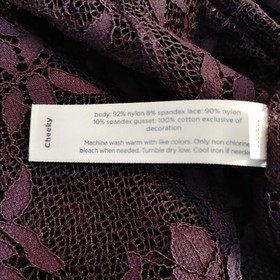 Cheeky
body: 92% nylon 8% spandex lace: 90% nylon
10% spandex gusset: 100% cotton exclusive of
decoration
Machine wash warm with like colors. Only non chlorine
bleach when needed. Tumble dry low. Cool iron if neede